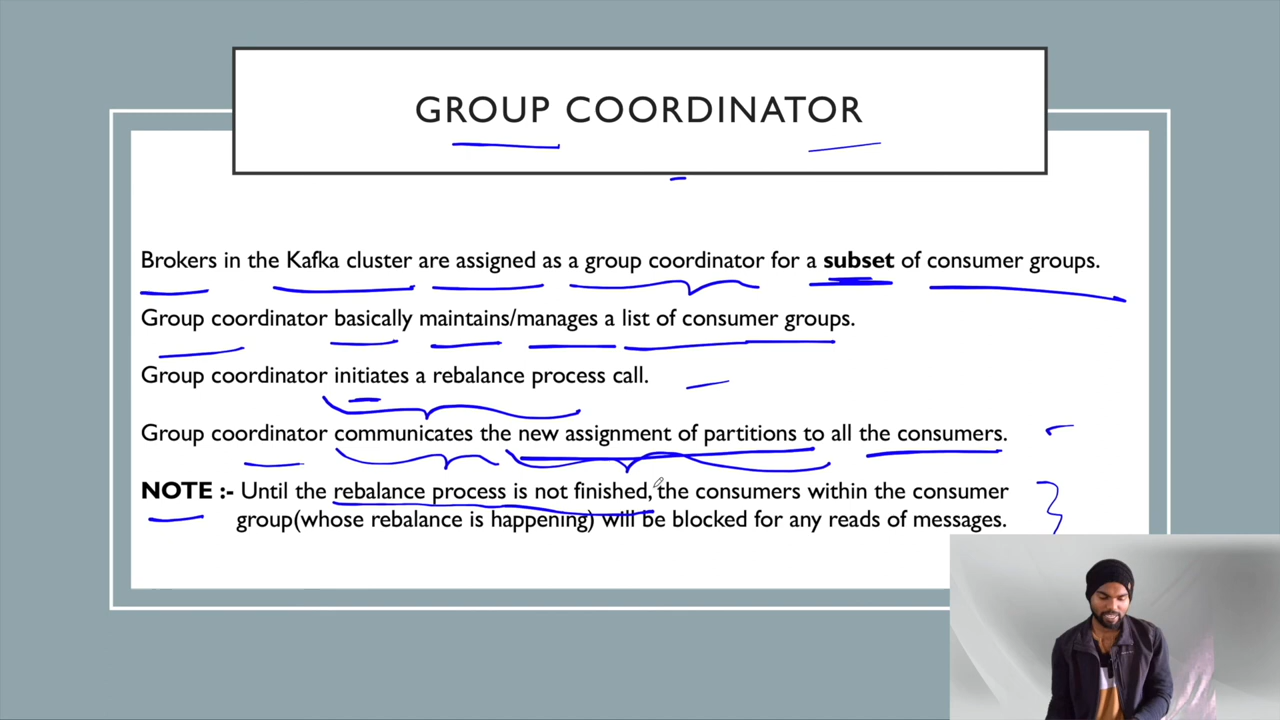 GROUP COORDINATOR
Brokers in the Kafka cluster are assigned as a group coordinator for a subset of consumer groups.
Group coordinator basically maintains/manages a list of consumer groups.
Group coordinator initiates a rebalance process call.
Group coordinator communicates the new assignment of partitions to all the consumers.
NOTE :- Until the rebalance process is not finished, the consumers within the consumer
group(whose rebalance is happening) will be blocked for any reads of messages.